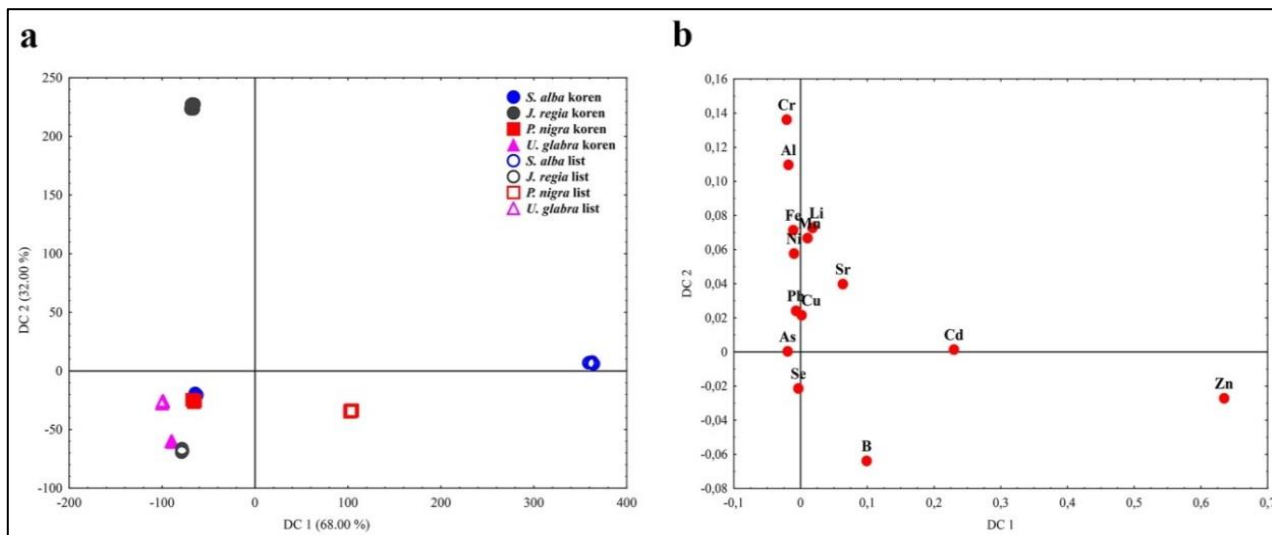 a
250
200
150
100
50
0
-50
-100
-200
-100
0
100
200
300
400
DC 2 (32.00 %)
DC 1 (68.00 %)
S. alba koren
J. regia koren
P. nigra koren
U. glabra koren
S. alba list
J. regia list
P. nigra list
U. glabra list
b
0,16
0,14
0,12
0,10
0,08
0,06
0,04
0,02
0
-0,02
-0,04
-0,06
-0,08
-0,1
0
0,1
0,2
0,3
0,4
0,5
0,6
0,7
DC 2
DC 1
Cr
Al
Fe
Mn
Li
Ni
Sr
Pb
Cu
As
Cd
Se
Zn
B